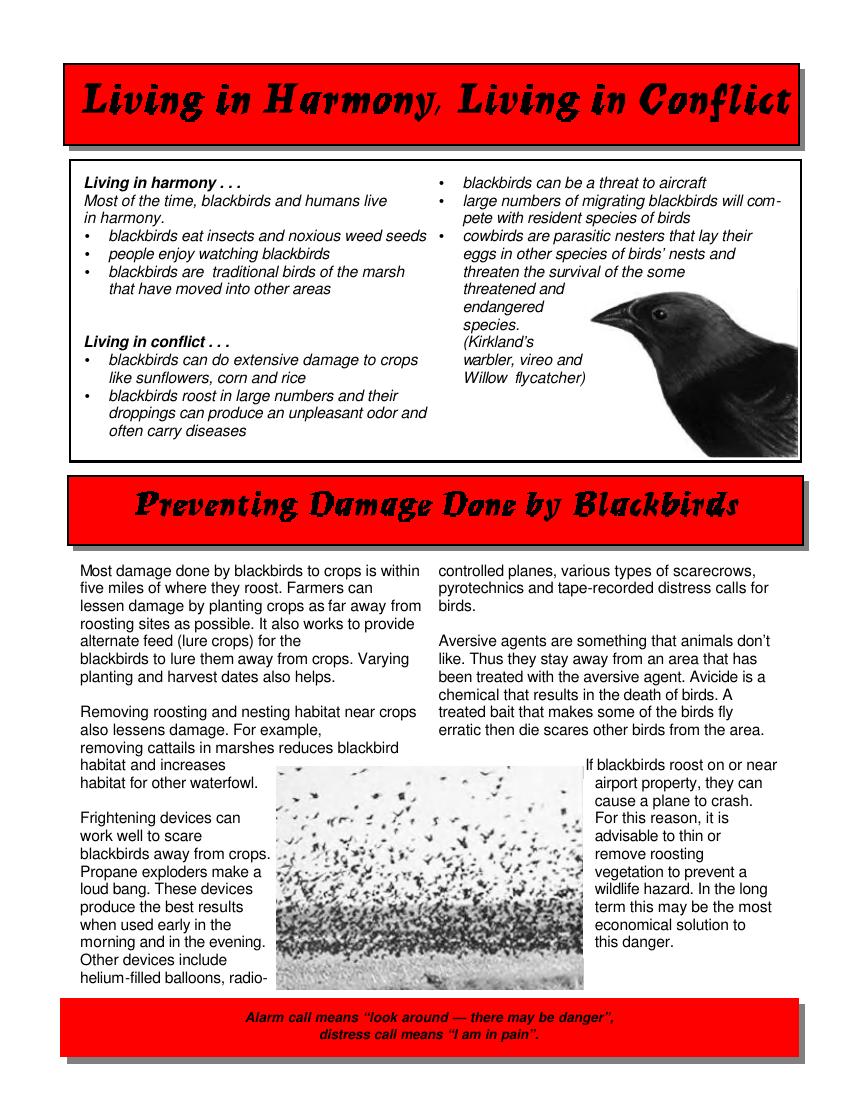 Living in Harmony, Living in Conflict
Living in harmony . . .
Most of the time, blackbirds and humans live
in harmony.
• blackbirds eat insects and noxious weed seeds
• people enjoy watching blackbirds
• blackbirds are traditional birds of the marsh
that have moved into other areas
Living in conflict . . .
• blackbirds can do extensive damage to crops
like sunflowers, corn and rice
• blackbirds roost in large numbers and their
droppings can produce an unpleasant odor and
often carry diseases
• blackbirds can be a threat to aircraft
• large numbers of migrating blackbirds will com-
pete with resident species of birds
• cowbirds are parasitic nesters that lay their
eggs in other species of birds' nests and
threaten the survival of the some
threatened and
endangered
species.
(Kirkland's
warbler, vireo and
Willow flycatcher)
Preventing Damage Done by Blackbirds
Most damage done by blackbirds to crops is within
five miles of where they roost. Farmers can
lessen damage by planting crops as far away from
roosting sites as possible. It also works to provide
alternate feed (lure crops) for the
blackbirds to lure them away from crops. Varying
planting and harvest dates also helps.
Removing roosting and nesting habitat near crops
also lessens damage. For example,
removing cattails in marshes reduces blackbird
habitat and increases
habitat for other waterfowl.
Frightening devices can
work well to scare
blackbirds away from crops.
Propane exploders make a
loud bang. These devices
produce the best results
when used early in the
morning and in the evening.
Other devices include
helium-filled balloons, radio-
controlled planes, various types of scarecrows,
pyrotechnics and tape-recorded distress calls for
birds.
Aversive agents are something that animals don't
like. Thus they stay away from an area that has
been treated with the aversive agent. Avicide is a
chemical that results in the death of birds. A
treated bait that makes some of the birds fly
erratic then die scares other birds from the area.
If blackbirds roost on or near
airport property, they can
cause a plane to crash.
For this reason, it is
advisable to thin or
remove roosting
vegetation to prevent a
wildlife hazard. In the long
term this may be the most
economical solution to
this danger.
Alarm call means “look around — there may be danger”,
distress call means “I am in pain”.